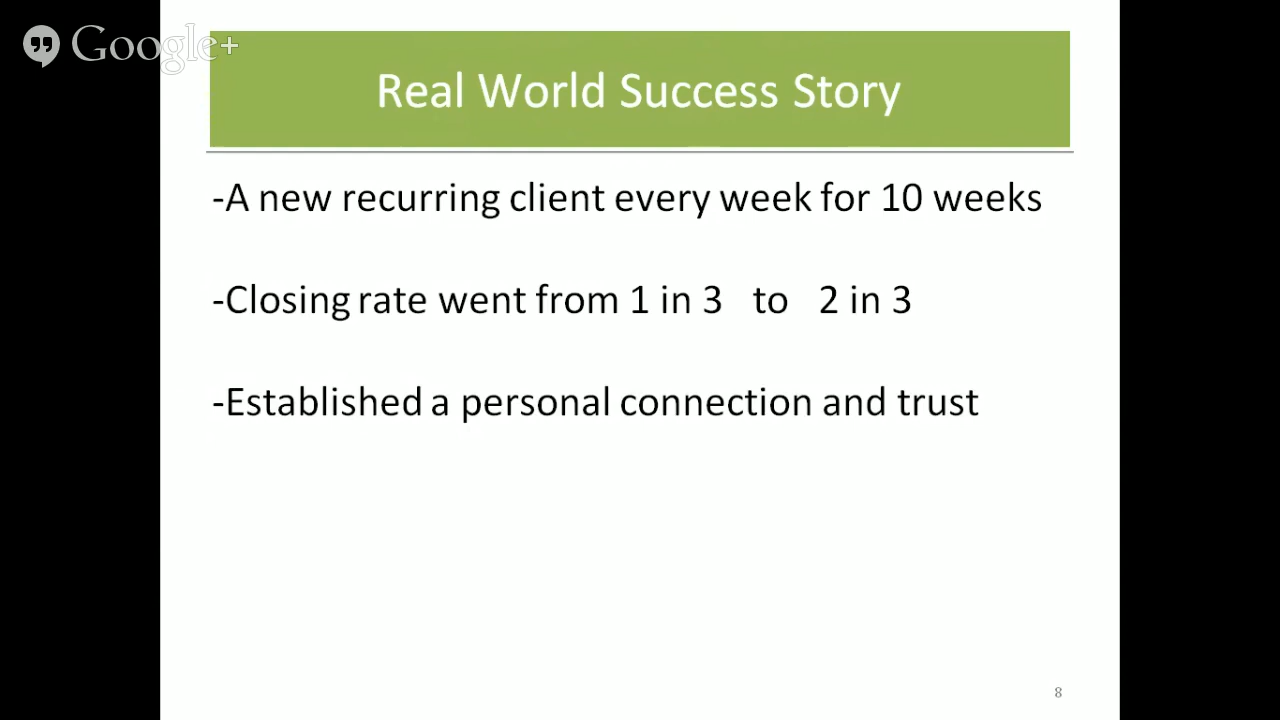 Google+
Real World Success Story
-A new recurring client every week for 10 weeks
-Closing rate went from 1 in 3 to 2 in 3
-Established a personal connection and trust
8